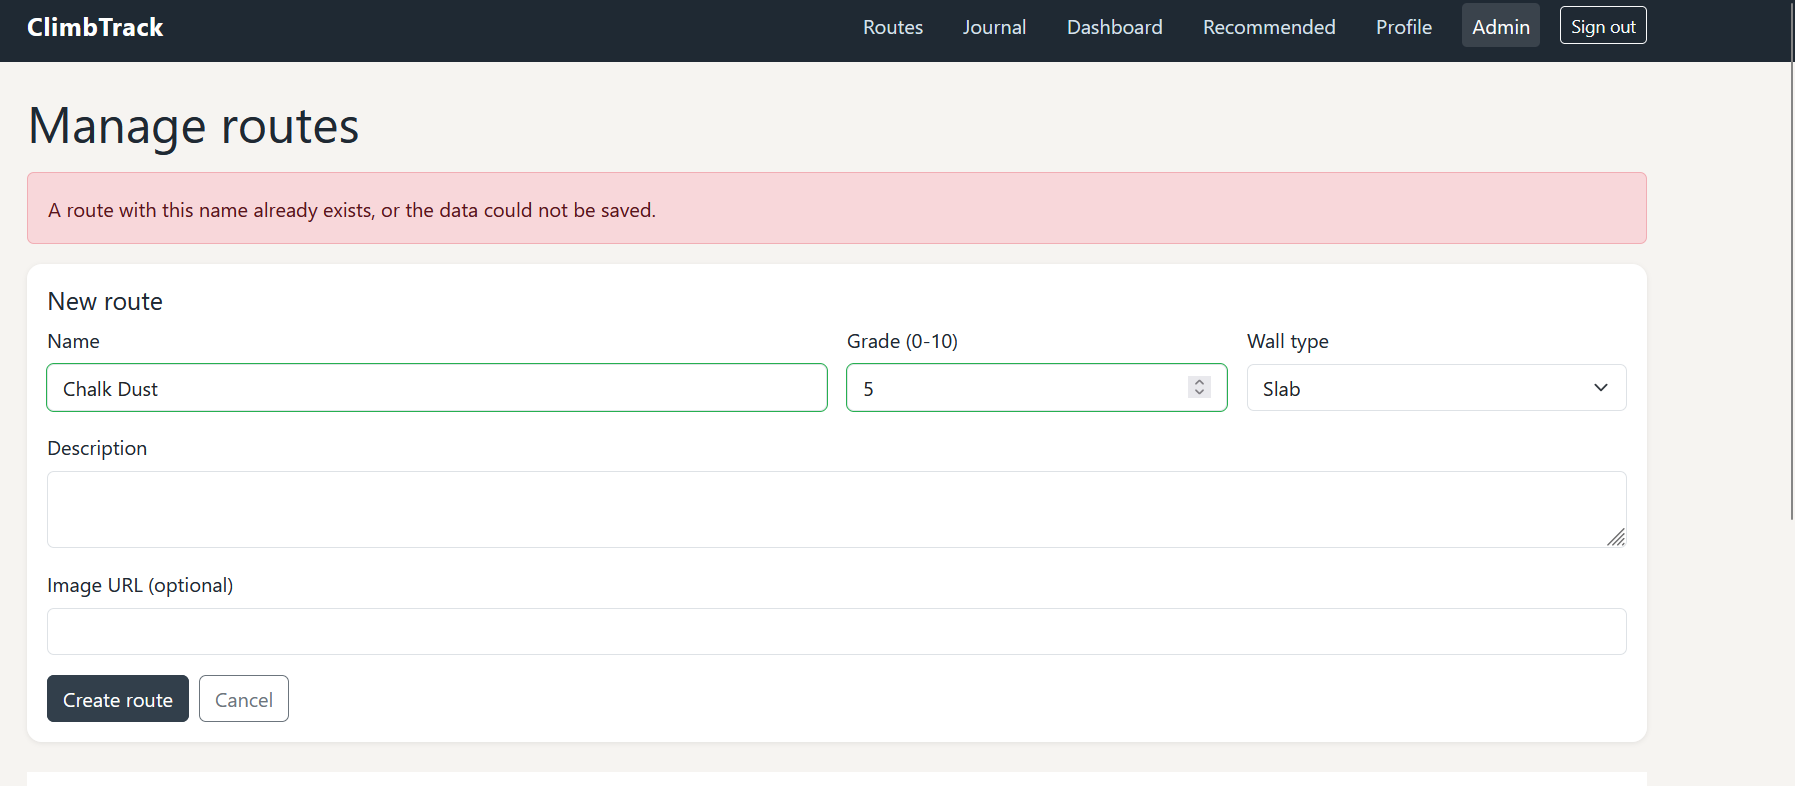 ClimbTrack Routes Journal Dashboard Recommended Profile Admin Sign out
Manage routes
A route with this name already exists, or the data could not be saved.
New route
Name Grade (0-10) Wall type
Chalk Dust 5 Slab
Description
Image URL (optional)
Create route Cancel